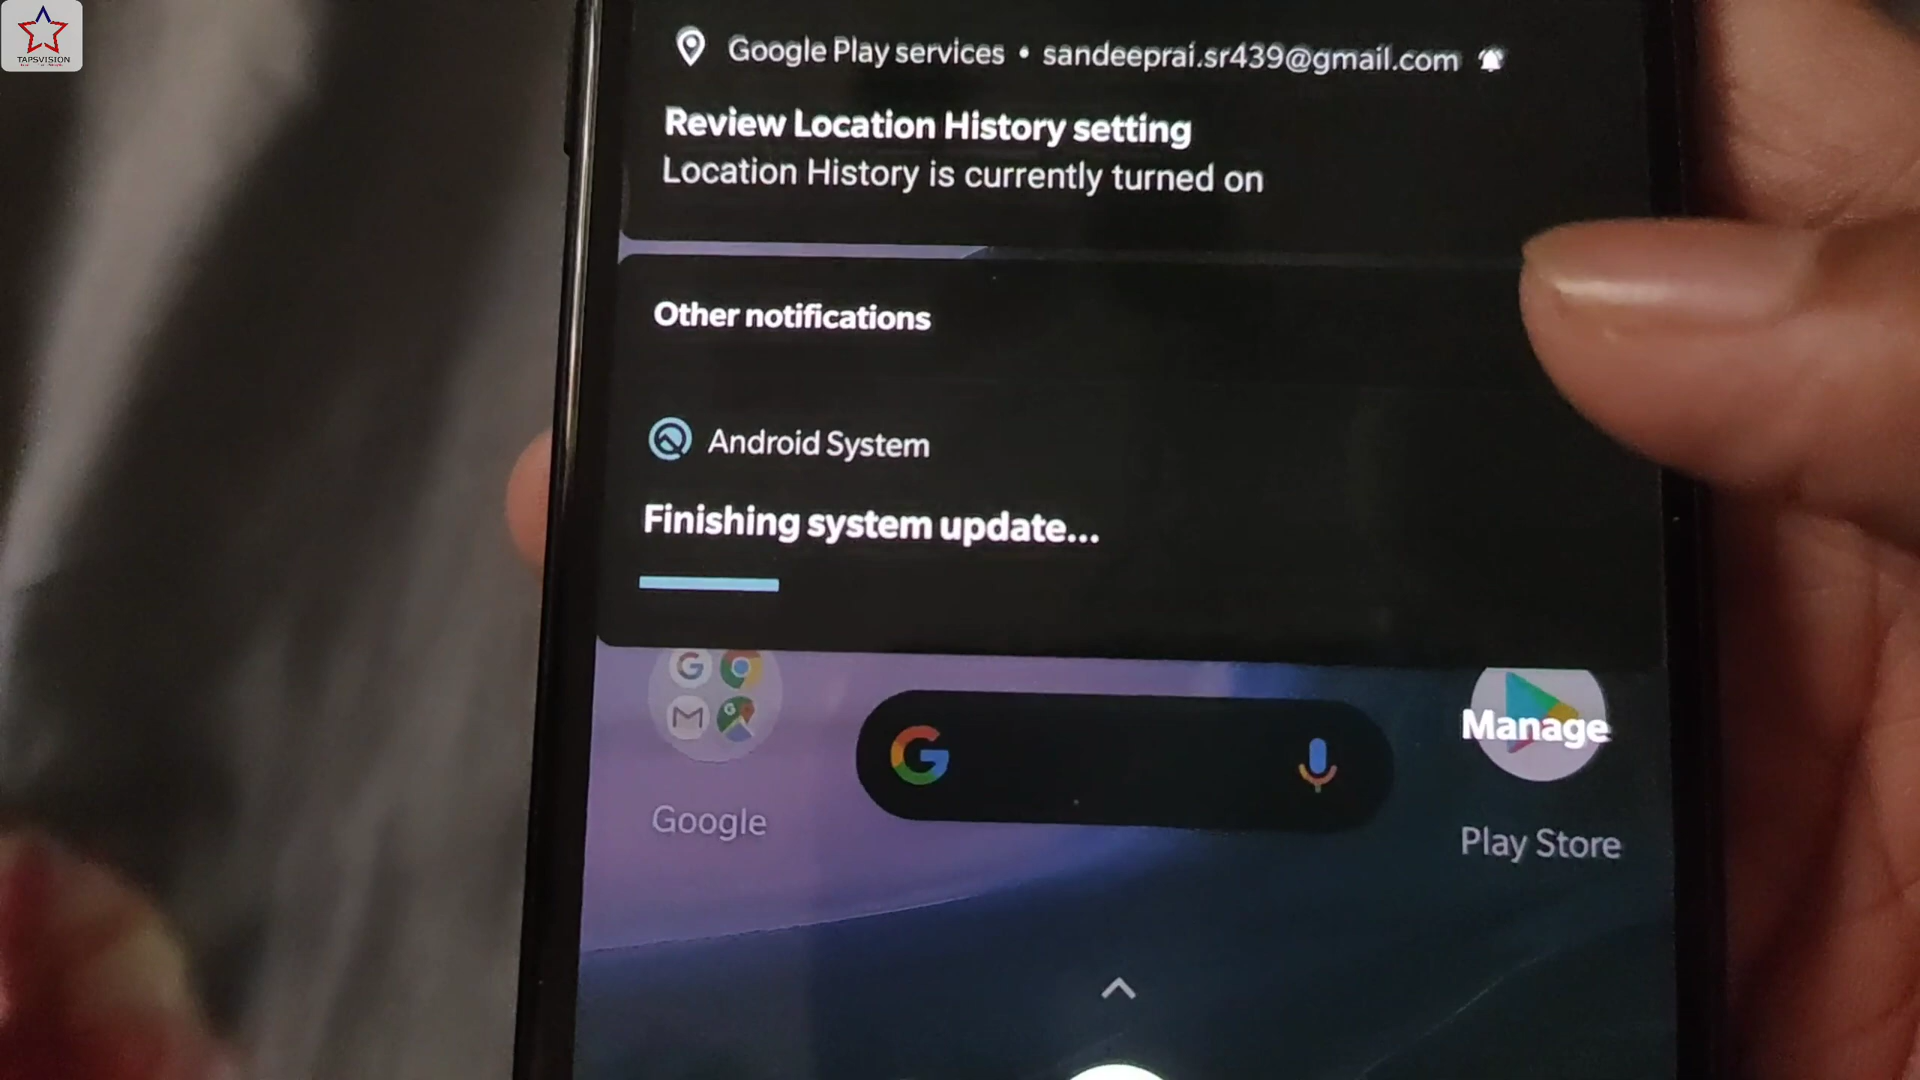 TAPSVISION
Google Play services • sandeeprai.sr439@gmail.com
Review Location History setting
Location History is currently turned on
Other notifications
Android System
Finishing system update...
Manage
Google
Play Store